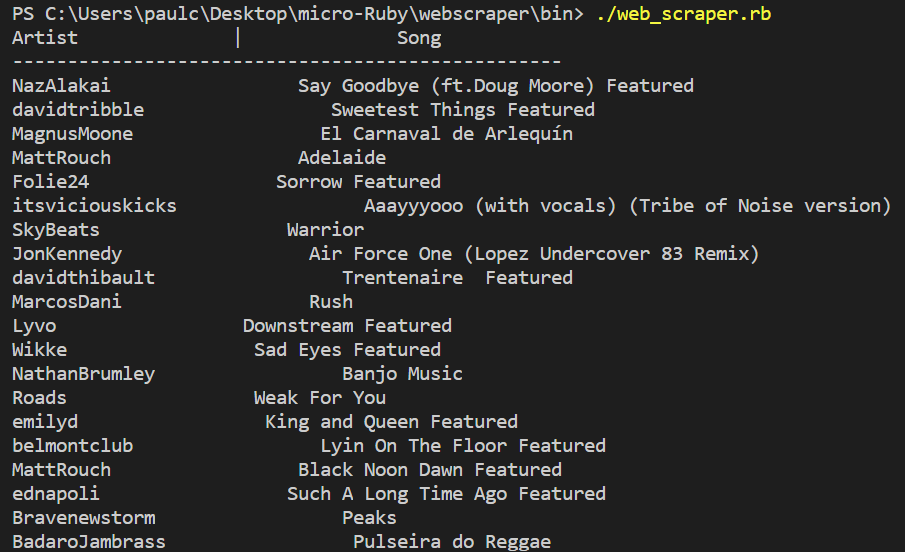 PS C:\Users\paulc\Desktop\micro-Ruby\webscraper\bin> ./web_scraper.rb
Artist | Song
--------------------------------------------------
NazAlakai Say Goodbye (ft.Doug Moore) Featured
davidtribble Sweetest Things Featured
MagnusMoone El Carnaval de Arlequín
MattRouch Adelaide
Folie24 Sorrow Featured
itsviciouskicks Aaayyyooo (with vocals) (Tribe of Noise version)
SkyBeats Warrior
JonKennedy Air Force One (Lopez Undercover 83 Remix)
davidthibault Trentenaire  Featured
MarcosDani Rush
Lyvo Downstream Featured
Wikke Sad Eyes Featured
NathanBrumley Banjo Music
Roads Weak For You
emilyd King and Queen Featured
belmontclub Lyin On The Floor Featured
MattRouch Black Noon Dawn Featured
ednapoli Such A Long Time Ago Featured
Bravenewstorm Peaks
BadaroJambrass Pulseira do Reggae